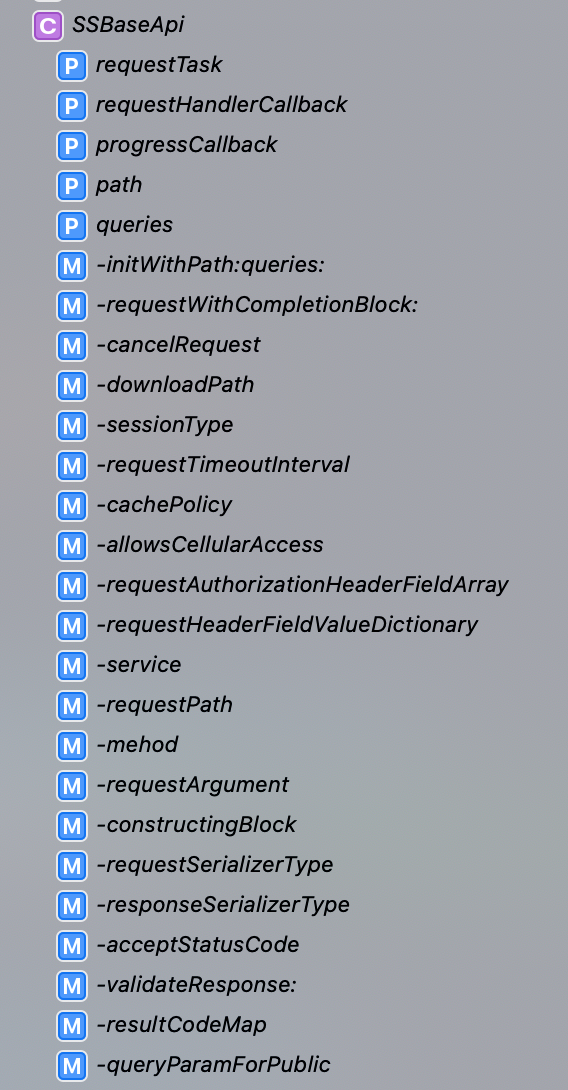 C SSBaseApi
P requestTask
P requestHandlerCallback
P progressCallback
P path
P queries
M -initWithPath:queries:
M -requestWithCompletionBlock:
M -cancelRequest
M -downloadPath
M -sessionType
M -requestTimeoutInterval
M -cachePolicy
M -allowsCellularAccess
M -requestAuthorizationHeaderFieldArray
M -requestHeaderFieldValueDictionary
M -service
M -requestPath
M -mehod
M -requestArgument
M -constructingBlock
M -requestSerializerType
M -responseSerializerType
M -acceptStatusCode
M -validateResponse:
M -resultCodeMap
M -queryParamForPublic